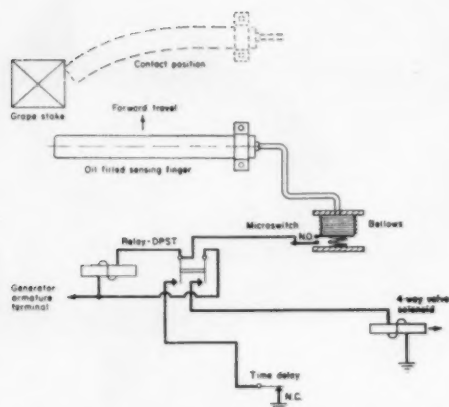 Contact position
Grape stake
Forward travel
Oil filled sensing finger
Microswitch
N.O.
Bellows
Relay-DPST
Generator
armature
terminal
4-way valve
solenoid
Time delay
N.C.